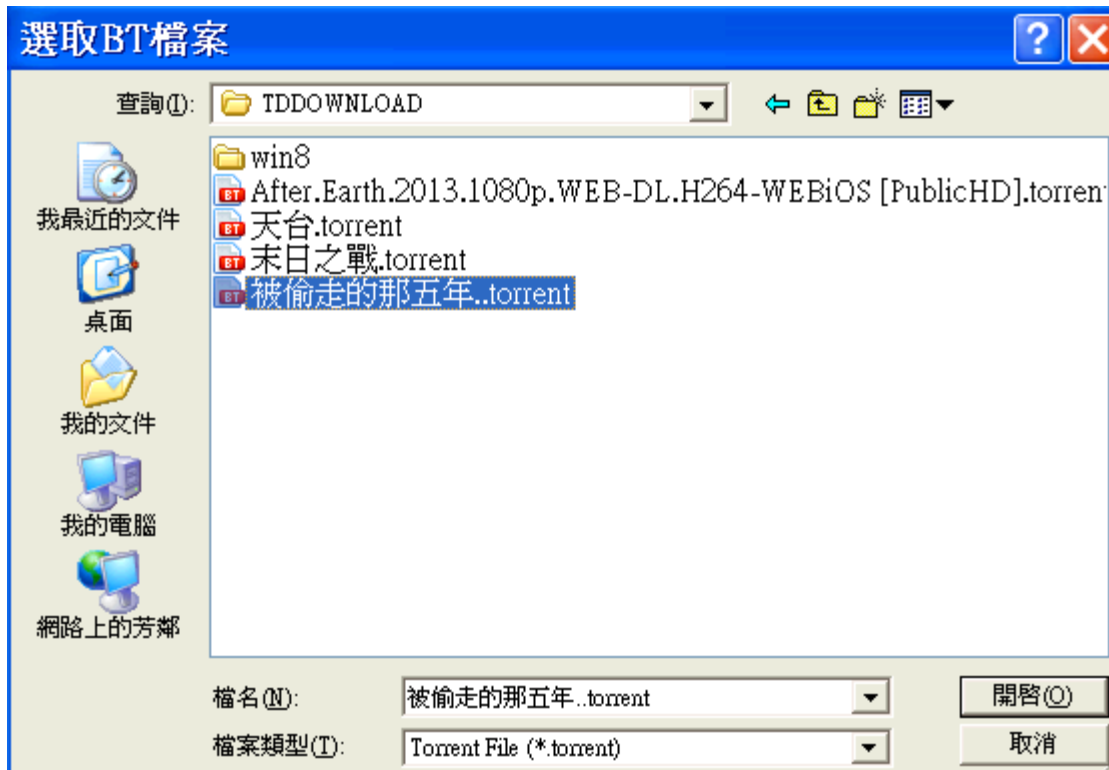 選取BT檔案
查詢(I): TDDOWNLOAD
win8
After.Earth.2013.1080p.WEB-DL.H264-WEBiOS [PublicHD].torren
天台.torrent
末日之戰.torrent
被偷走的那五年..torrent
我最近的文件
桌面
我的文件
我的電腦
網路上的芳鄰
檔名(N): 被偷走的那五年..torrent 開啓(O)
檔案類型(T): Torrent File (*.torrent) 取消